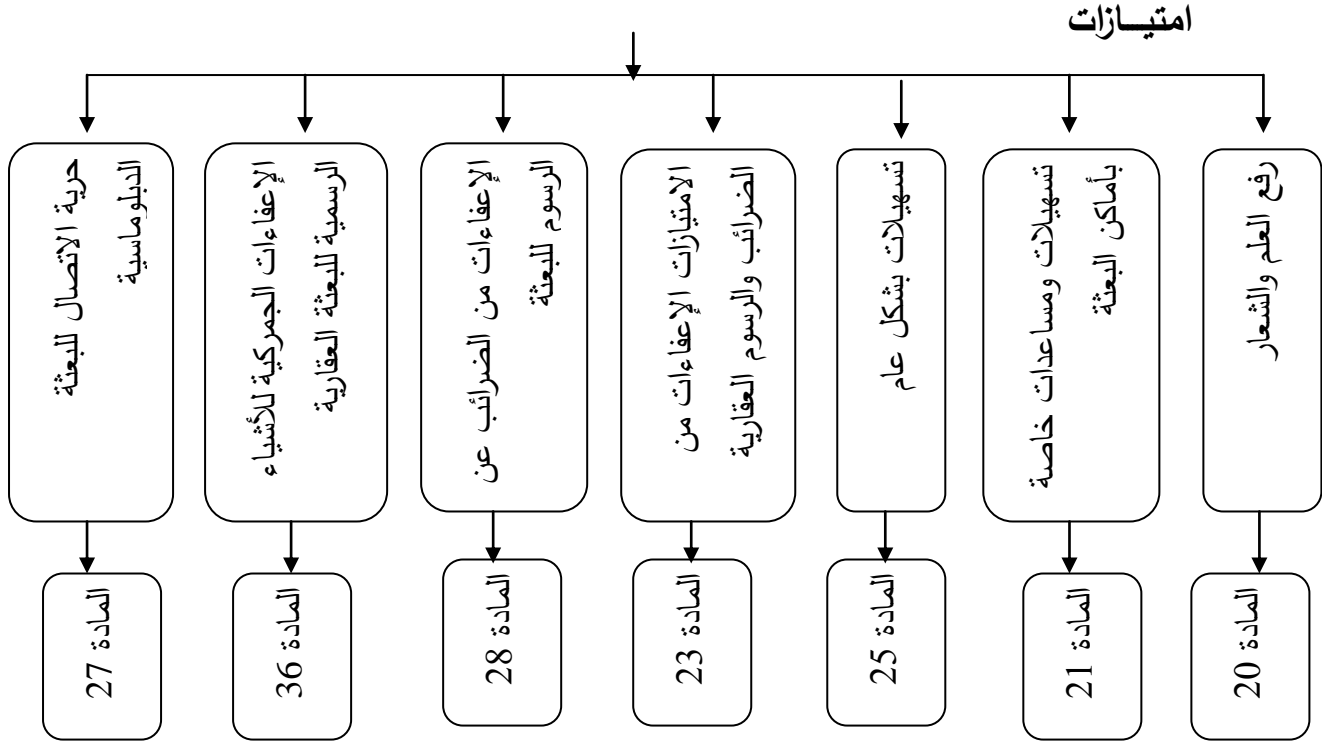 امتيـــازات
رفع العلم والشعار
تسهيلات ومساعدات خاصة
بأماكن البعثة
تسهيلات بشكل عام
الامتيازات الإعفاءات من
الضرائب والرسوم العقارية
الإعفاءات من الضرائب عن
الرسوم للبعثة
الإعفاءات الجمركية للأشياء
الرسمية للبعثة العقارية
حرية الاتصال للبعثة
الدبلوماسية
المادة 20
المادة 21
المادة 25
المادة 23
المادة 28
المادة 36
المادة 27